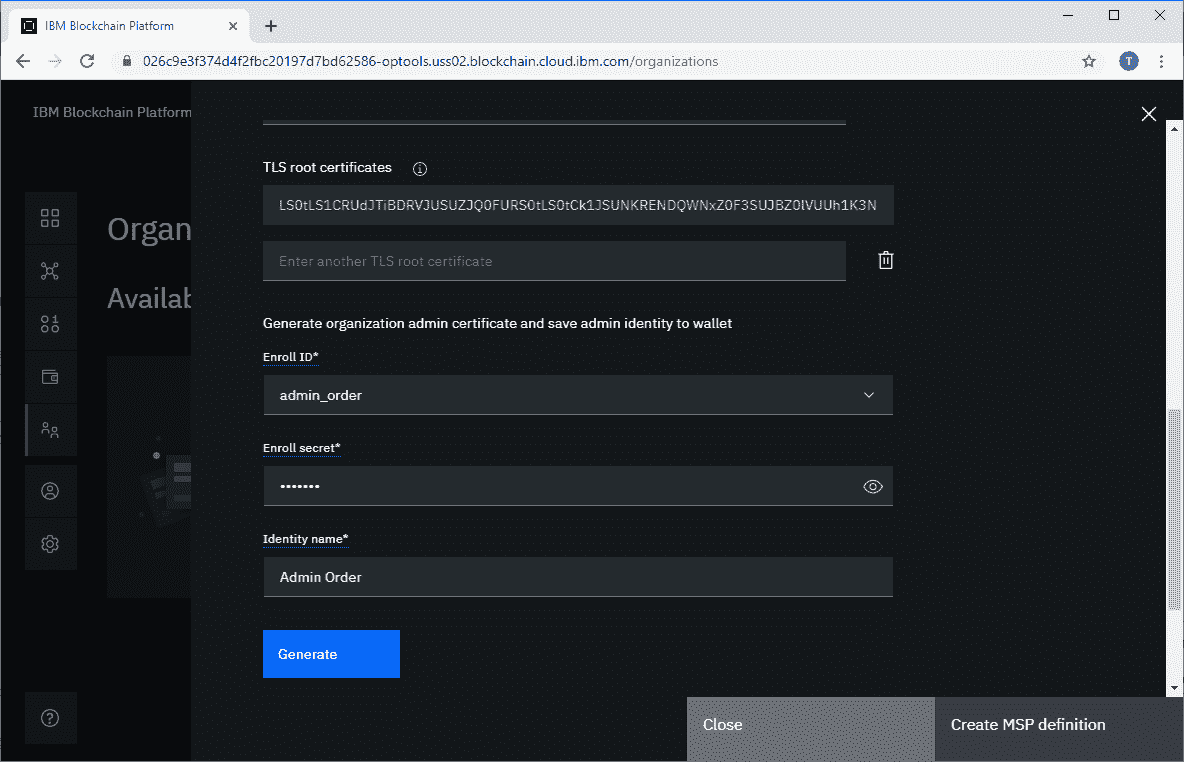 IBM Blockchain Platform
026c9e3f374d4f2fbc20197d7bd62586-optools.uss02.blockchain.cloud.ibm.com/organizations
T
IBM Blockchain Platform
Organ
Availab
TLS root certificates
LS0tLS1CRUdJTiBDRVJUSUZJQ0FURS0tLS0tCk1JSUNKRENDQWNxZ0F3SUJBZ0lVUUh1K3N
Enter another TLS root certificate
Generate organization admin certificate and save admin identity to wallet
Enroll ID*
admin_order
Enroll secret*
•••••••
Identity name*
Admin Order
Generate
Close
Create MSP definition